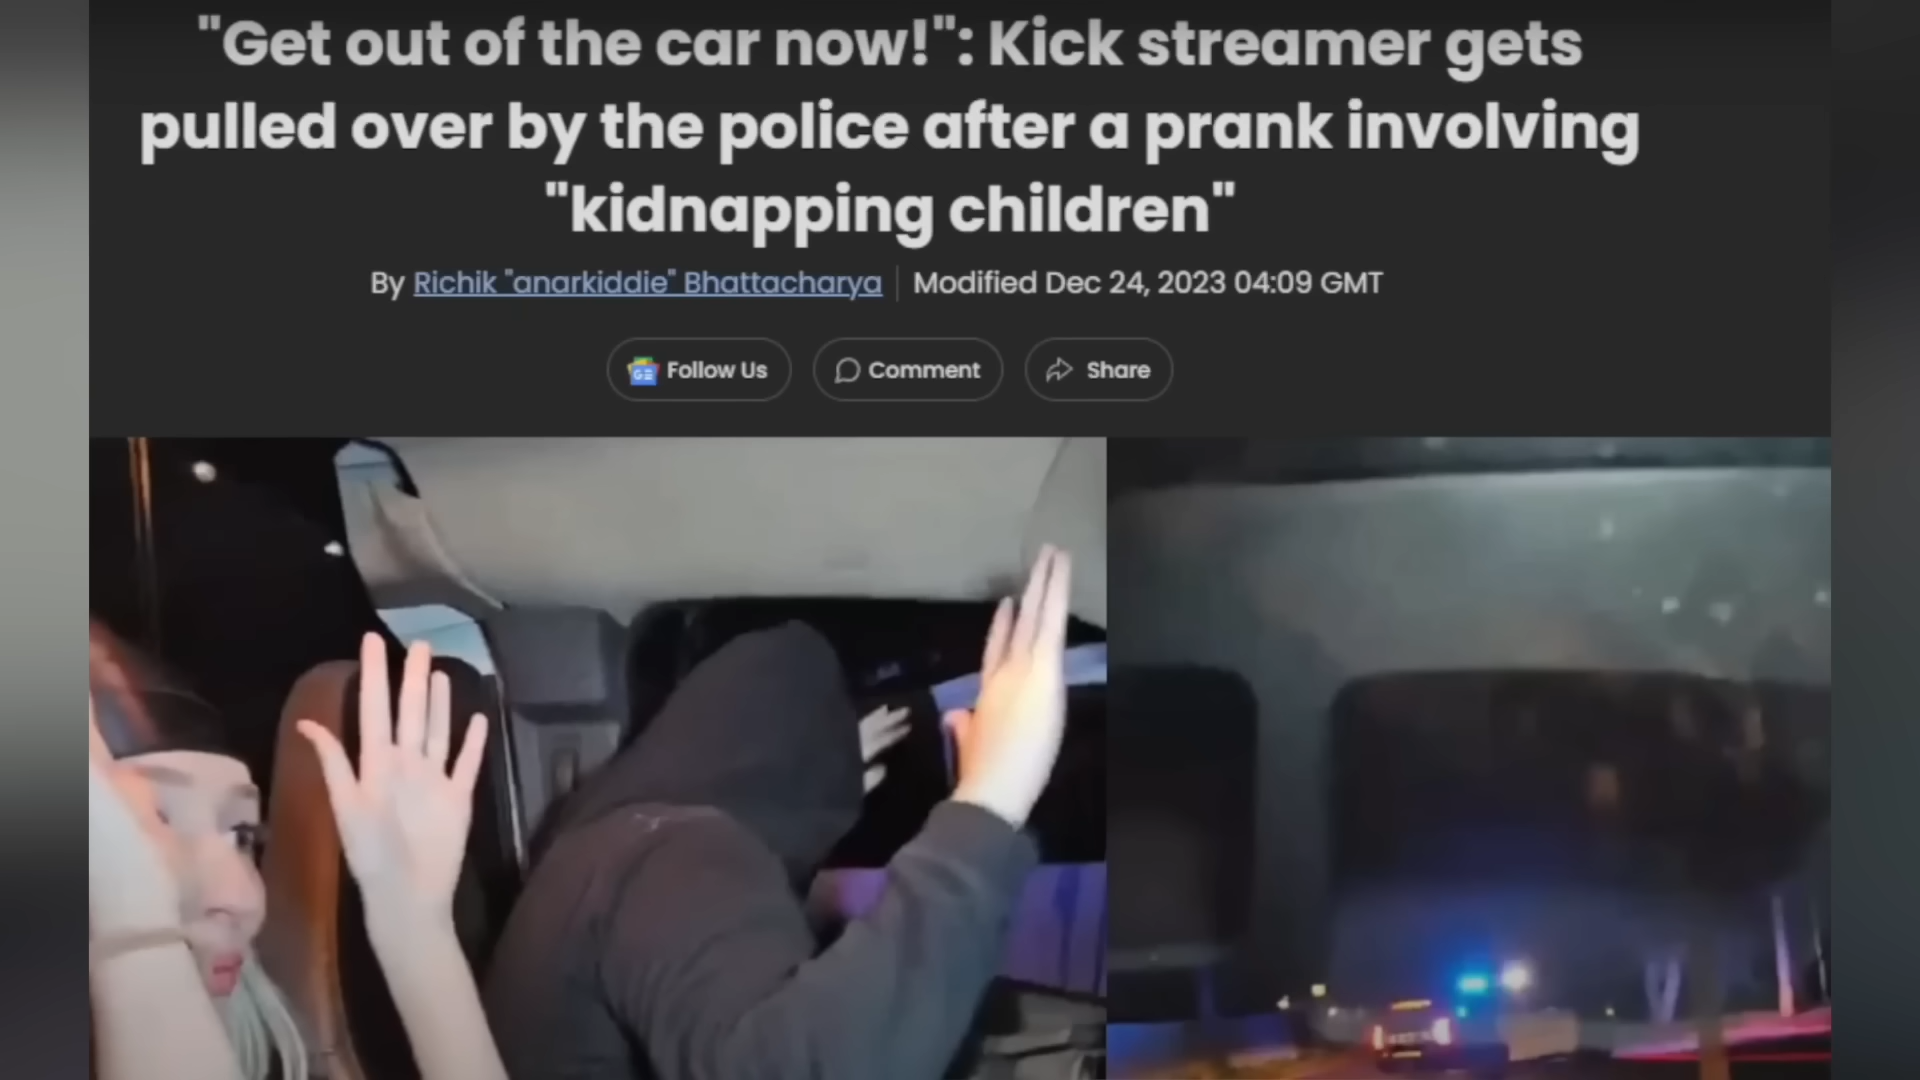 "Get out of the car now!": Kick streamer gets
pulled over by the police after a prank involving
"kidnapping children"
By Richik "anarkiddie" Bhattacharya | Modified Dec 24, 2023 04:09 GMT
Follow Us
Comment
Share